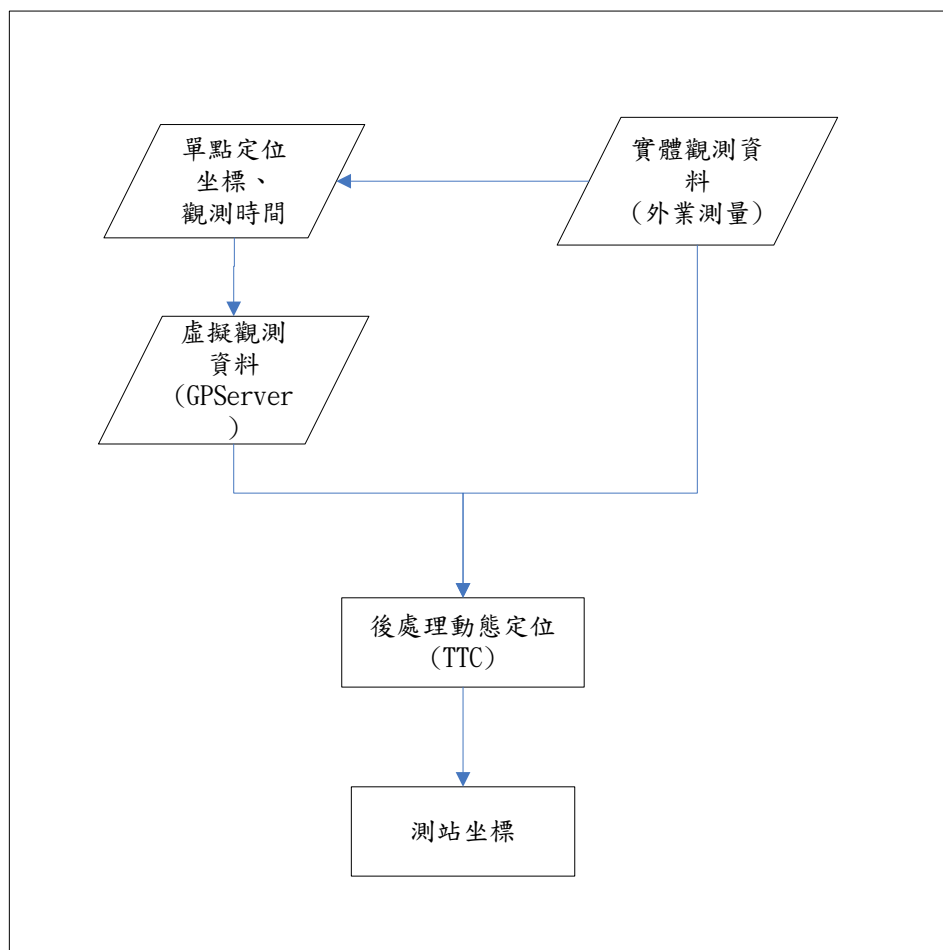 單點定位
坐標、
觀測時間
實體觀測資
料
（外業測量）
虛擬觀測
資料
（GPServer
）
後處理動態定位
（TTC）
測站坐標